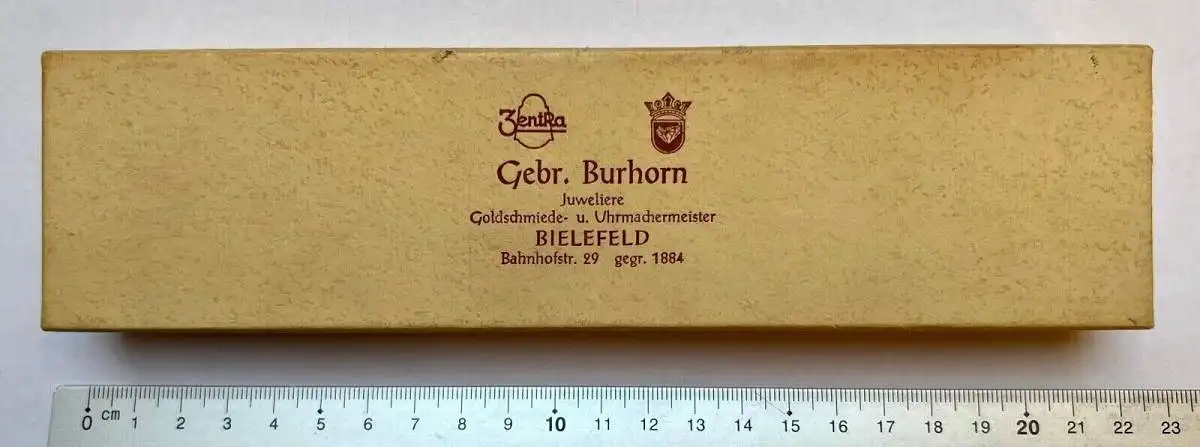 Zentra
Gebr. Burhorn
Juweliere
Goldschmiede- u. Uhrmachermeister
BIELEFELD
Bahnhofstr. 29 gegr. 1884
0 cm 1 2 3 4 5 6 7 8 9 10 11 12 13 14 15 16 17 18 19 20 21 22 23